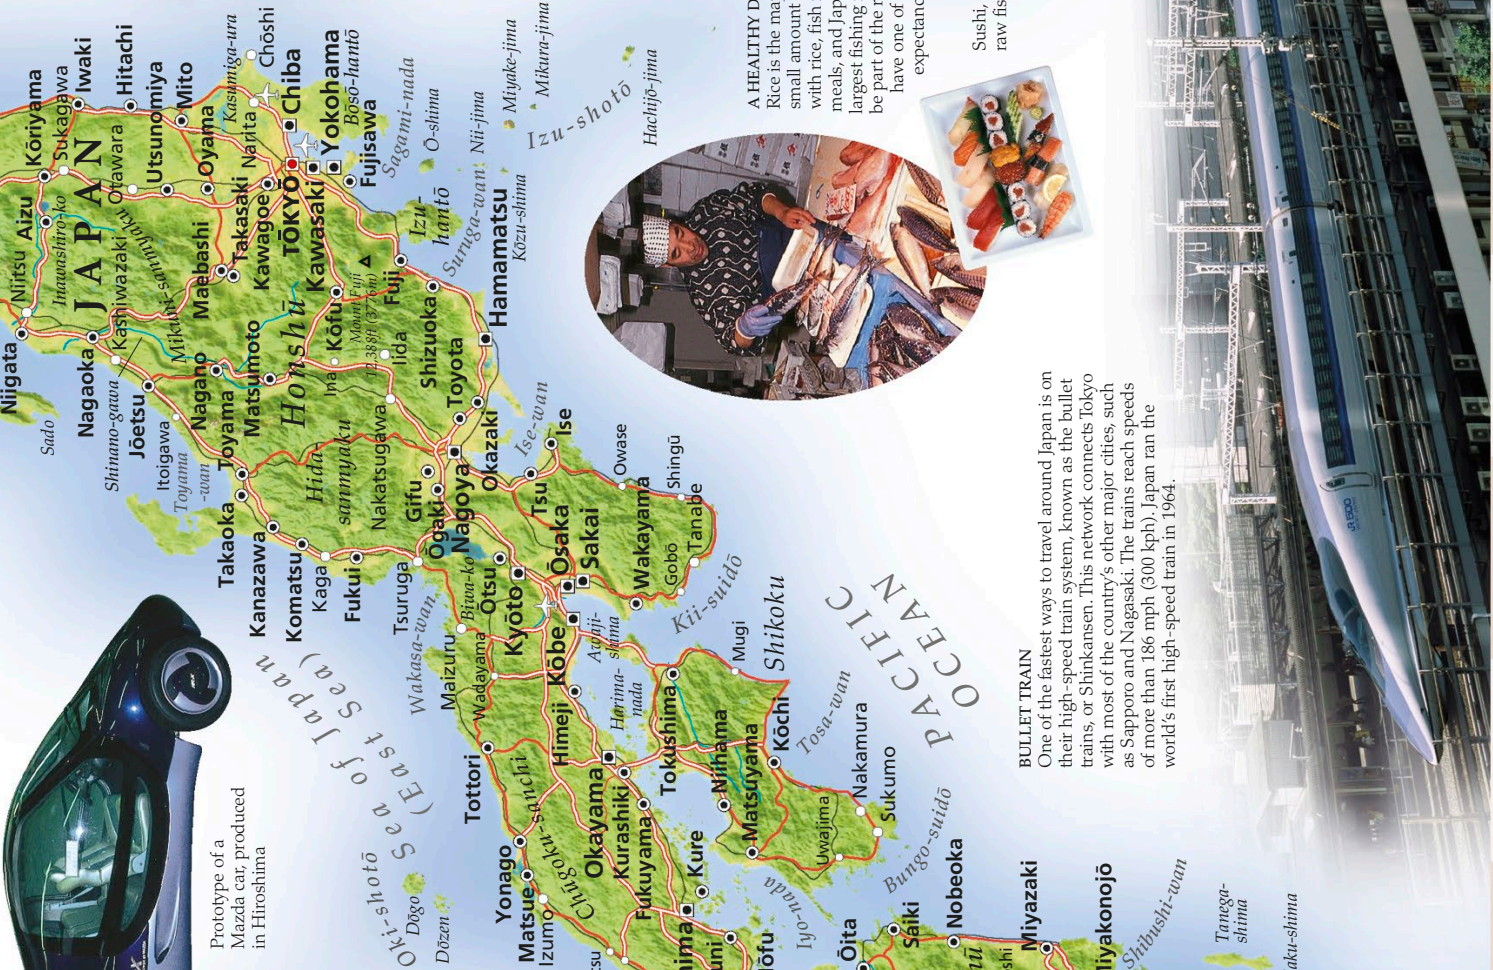 Nagaoka
Niigata
Niitsu
Aizu
Kōriyama
Sukagawa
Iwaki
Hitachi
Inawashiro-ko
JAPAN
Ōtawara
Utsunomiya
Mito
Kashiwazaki
Mikuni-sanmyaku
Maebashi
Oyama
Kasumiga-ura
Chōshi
Sado
Shinano-gawa
Jōetsu
Itoigawa
Nagano
Takasaki
Kawagoe
Narita
TŌKYŌ
Chiba
Kawasaki
Yokohama
Bōsō-hantō
Fujisawa
Toyama
-wan
Toyama
Matsumoto
Honshū
Kōfu
Mount Fuji
12,388ft (3776m)
Ina
Iida
Fuji
Sagami-nada
Ō-shima
Izu-
hantō
Nii-jima
Miyake-jima
Mikura-jima
Izu-shotō
Hachijō-jima
Kōzu-shima
Suruga-wan
Shizuoka
Hamamatsu
Hida-
sanmyaku
Nakatsugawa
Toyota
Okazaki
Ise-wan
Takaoka
Kanazawa
Komatsu
Kaga
Fukui
Tsuruga
Gifu
Ōgaki
Nagoya
Tsu
Ise
Owase
Shingū
Wakasa-wan
Biwa-ko
Ōtsu
Kyōto
Ōsaka
Sakai
Wakayama
Gobō
Tanabe
Kii-suidō
Sea of Japan
(East Sea)
Maizuru
Wadayama
Kōbe
Awaji-
shima
Himeji
Harima-
nada
Tottori
Chūgoku-sanchi
Okayama
Kurashiki
Fukuyama
Tokushima
Mugi
Shikoku
Niihama
Matsuyama
Kōchi
Tosa-wan
Nakamura
Sukumo
Uwajima
PACIFIC
OCEAN
Oki-shotō
Dōgo
Dōzen
Yonago
Matsue
Izumo
Kure
Iyo-nada
Bungo-suidō
Ōita
Saiki
Nobeoka
Miyazaki
Shibushi-wan
Tanega-
shima
Prototype of a
Mazda car, produced
in Hiroshima
A HEALTHY D
Rice is the ma
small amount
with rice, fish
meals, and Jap
largest fishing
be part of the r
have one of
expectanc
Sushi,
raw fis
BULLET TRAIN
One of the fastest ways to travel around Japan is on
their high-speed train system, known as the bullet
trains, or Shinkansen. This network connects Tokyo
with most of the country's other major cities, such
as Sapporo and Nagasaki. The trains reach speeds
of more than 186 mph (300 kph). Japan ran the
world's first high-speed train in 1964.
JR 500